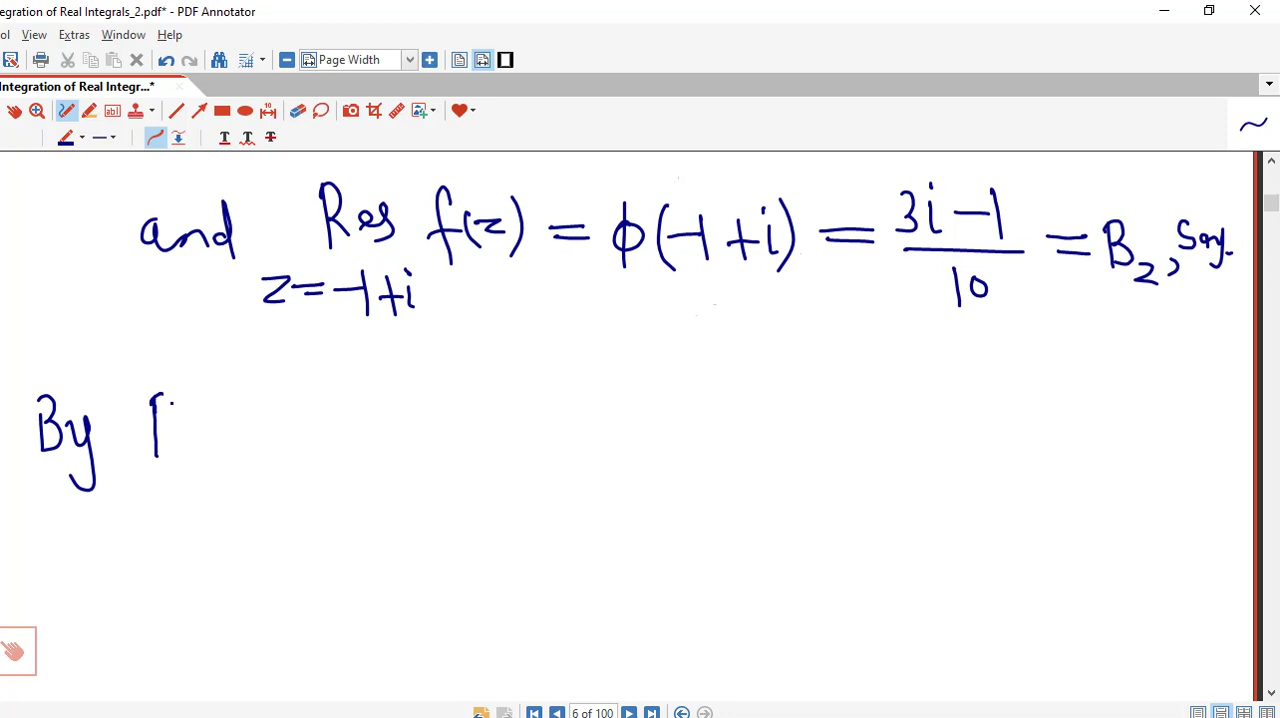 egration of Real Integrals_2.pdf* - PDF Annotator
ol View Extras Window Help
Page Width
Integration of Real Integr...*
and Res f(z) = ϕ(-1+i) = 3i-1/10 = B2, Say.
z=-1+i
By
6 of 100